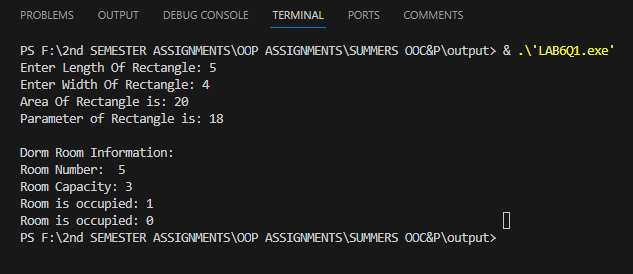 PROBLEMS OUTPUT DEBUG CONSOLE TERMINAL PORTS COMMENTS
PS F:\2nd SEMESTER ASSIGNMENTS\OOP ASSIGNMENTS\SUMMERS OOC&P\output> & .\'LAB6Q1.exe'
Enter Length Of Rectangle: 5
Enter Width Of Rectangle: 4
Area Of Rectangle is: 20
Parameter of Rectangle is: 18
Dorm Room Information:
Room Number:  5
Room Capacity: 3
Room is occupied: 1
Room is occupied: 0
PS F:\2nd SEMESTER ASSIGNMENTS\OOP ASSIGNMENTS\SUMMERS OOC&P\output>